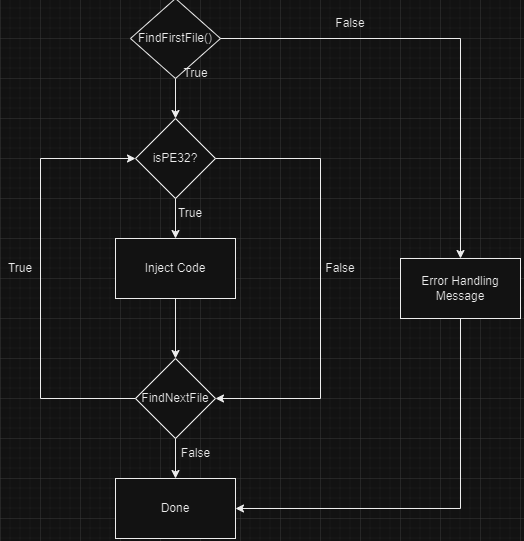 False
FindFirstFile()
True
isPE32?
True
True
Inject Code
False
Error Handling
Message
FindNextFile
False
Done